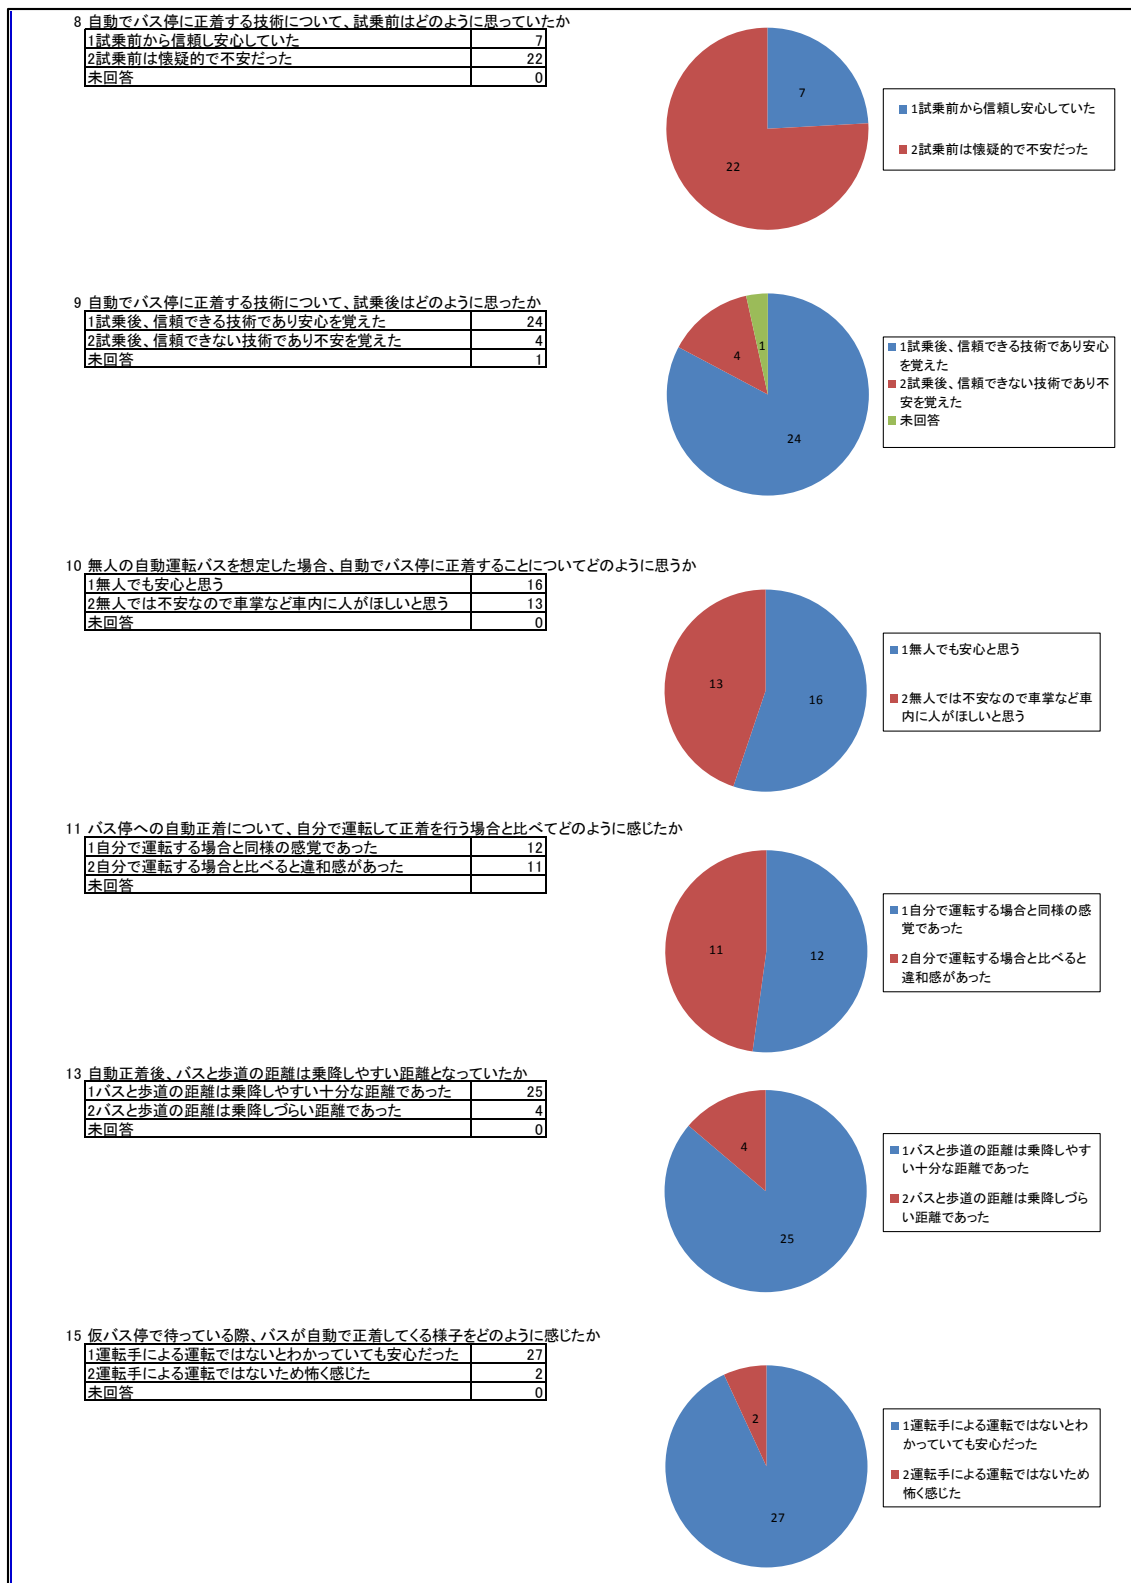 8 自動でバス停に正着する技術について、試乗前はどのように思っていたか
1試乗前から信頼し安心していた 7
2試乗前は懐疑的で不安だった 22
未回答 0
7
22
1試乗前から信頼し安心していた
2試乗前は懐疑的で不安だった
9 自動でバス停に正着する技術について、試乗後はどのように思ったか
1試乗後、信頼できる技術であり安心を覚えた 24
2試乗後、信頼できない技術であり不安を覚えた 4
未回答 1
1
4
24
1試乗後、信頼できる技術であり安心
を覚えた
2試乗後、信頼できない技術であり不
安を覚えた
未回答
10 無人の自動運転バスを想定した場合、自動でバス停に正着することについてどのように思うか
1無人でも安心と思う 16
2無人では不安なので車掌など車内に人がほしいと思う 13
未回答 0
13
16
1無人でも安心と思う
2無人では不安なので車掌など車
内に人がほしいと思う
11 バス停への自動正着について、自分で運転して正着を行う場合と比べてどのように感じたか
1自分で運転する場合と同様の感覚であった 12
2自分で運転する場合と比べると違和感があった 11
未回答
11
12
1自分で運転する場合と同様の感
覚であった
2自分で運転する場合と比べると
違和感があった
13 自動正着後、バスと歩道の距離は乗降しやすい距離となっていたか
1バスと歩道の距離は乗降しやすい十分な距離であった 25
2バスと歩道の距離は乗降しづらい距離であった 4
未回答 0
4
25
1バスと歩道の距離は乗降しやす
い十分な距離であった
2バスと歩道の距離は乗降しづら
い距離であった
15 仮バス停で待っている際、バスが自動で正着してくる様子をどのように感じたか
1運転手による運転ではないとわかっていても安心だった 27
2運転手による運転ではないため怖く感じた 2
未回答 0
2
27
1運転手による運転ではないとわ
かっていても安心だった
2運転手による運転ではないため
怖く感じた